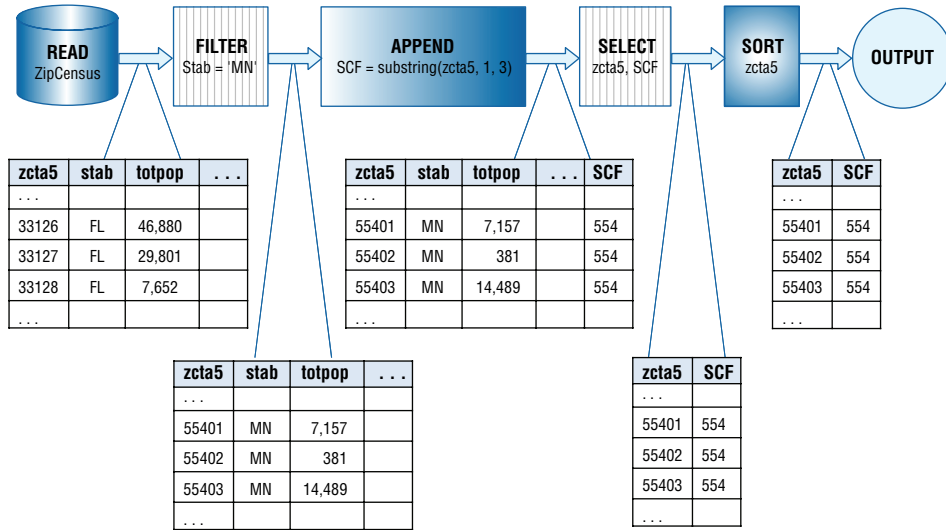 READ
ZipCensus
FILTER
Stab = 'MN'
APPEND
SCF = substring(zcta5, 1, 3)
SELECT
zcta5, SCF
SORT
zcta5
OUTPUT
zcta5 stab totpop . . .
. . .
33126 FL 46,880
33127 FL 29,801
33128 FL 7,652
. . .
zcta5 stab totpop . . . SCF
. . .
55401 MN 7,157 554
55402 MN 381 554
55403 MN 14,489 554
. . .
zcta5 SCF
. . .
55401 554
55402 554
55403 554
. . .
zcta5 stab totpop . . .
. . .
55401 MN 7,157
55402 MN 381
55403 MN 14,489
. . .
zcta5 SCF
. . .
55401 554
55402 554
55403 554
. . .